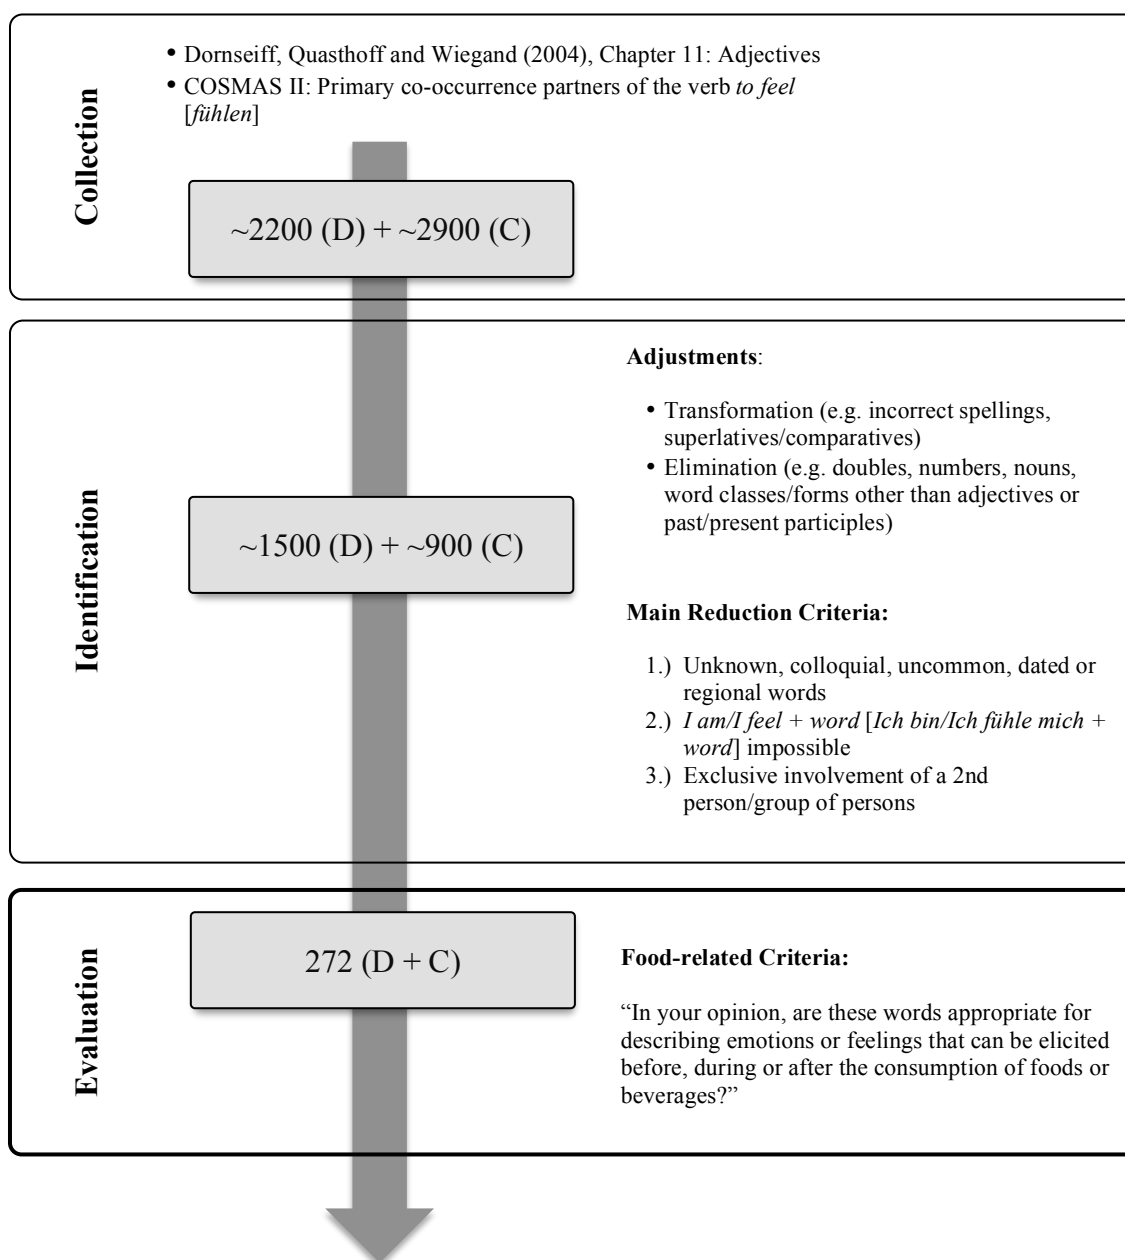 Collection
• Dornseiff, Quasthoff and Wiegand (2004), Chapter 11: Adjectives
• COSMAS II: Primary co-occurrence partners of the verb to feel
[fühlen]
~2200 (D) + ~2900 (C)
Identification
~1500 (D) + ~900 (C)
Adjustments:
• Transformation (e.g. incorrect spellings,
superlatives/comparatives)
• Elimination (e.g. doubles, numbers, nouns,
word classes/forms other than adjectives or
past/present participles)
Main Reduction Criteria:
1.) Unknown, colloquial, uncommon, dated or
regional words
2.) I am/I feel + word [Ich bin/Ich fühle mich +
word] impossible
3.) Exclusive involvement of a 2nd
person/group of persons
Evaluation
272 (D + C)
Food-related Criteria:
“In your opinion, are these words appropriate for
describing emotions or feelings that can be elicited
before, during or after the consumption of foods or
beverages?”